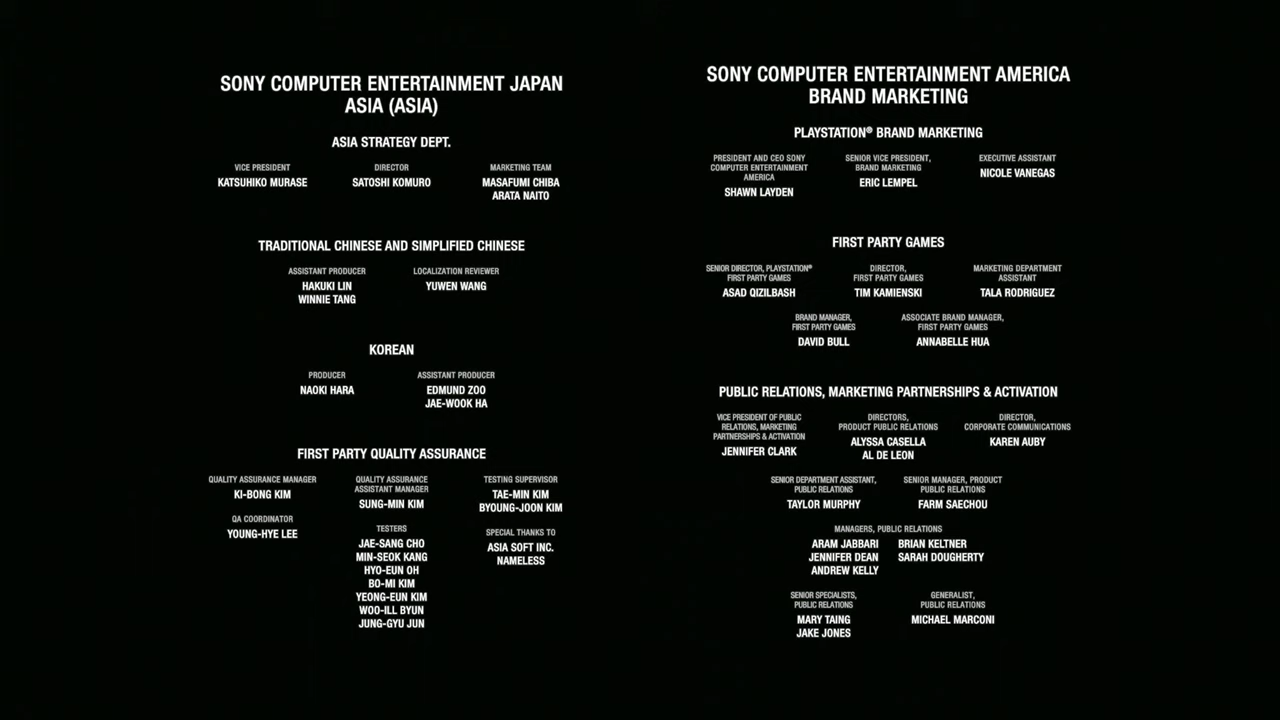 SONY COMPUTER ENTERTAINMENT JAPAN
ASIA (ASIA)
ASIA STRATEGY DEPT.
VICE PRESIDENT
KATSUHIKO MURASE
DIRECTOR
SATOSHI KOMURO
MARKETING TEAM
MASAFUMI CHIBA
ARATA NAITO
TRADITIONAL CHINESE AND SIMPLIFIED CHINESE
ASSISTANT PRODUCER
HAKUKI LIN
WINNIE TANG
LOCALIZATION REVIEWER
YUWEN WANG
KOREAN
PRODUCER
NAOKI HARA
ASSISTANT PRODUCER
EDMUND ZOO
JAE-WOOK HA
FIRST PARTY QUALITY ASSURANCE
QUALITY ASSURANCE MANAGER
KI-BONG KIM
QA COORDINATOR
YOUNG-HYE LEE
QUALITY ASSURANCE
ASSISTANT MANAGER
SUNG-MIN KIM
TESTERS
JAE-SANG CHO
MIN-SEOK KANG
HYO-EUN OH
BO-MI KIM
YEONG-EUN KIM
WOO-ILL BYUN
JUNG-GYU JUN
TESTING SUPERVISOR
TAE-MIN KIM
BYOUNG-JOON KIM
SPECIAL THANKS TO
ASIA SOFT INC.
NAMELESS
SONY COMPUTER ENTERTAINMENT AMERICA
BRAND MARKETING
PLAYSTATION® BRAND MARKETING
PRESIDENT AND CEO SONY
COMPUTER ENTERTAINMENT
AMERICA
SHAWN LAYDEN
SENIOR VICE PRESIDENT,
BRAND MARKETING
ERIC LEMPEL
EXECUTIVE ASSISTANT
NICOLE VANEGAS
FIRST PARTY GAMES
SENIOR DIRECTOR, PLAYSTATION®
FIRST PARTY GAMES
ASAD QIZILBASH
DIRECTOR,
FIRST PARTY GAMES
TIM KAMIENSKI
MARKETING DEPARTMENT
ASSISTANT
TALA RODRIGUEZ
BRAND MANAGER,
FIRST PARTY GAMES
DAVID BULL
ASSOCIATE BRAND MANAGER,
FIRST PARTY GAMES
ANNABELLE HUA
PUBLIC RELATIONS, MARKETING PARTNERSHIPS & ACTIVATION
VICE PRESIDENT OF PUBLIC
RELATIONS, MARKETING
PARTNERSHIPS & ACTIVATION
JENNIFER CLARK
DIRECTORS,
PRODUCT PUBLIC RELATIONS
ALYSSA CASELLA
AL DE LEON
DIRECTOR,
CORPORATE COMMUNICATIONS
KAREN AUBY
SENIOR DEPARTMENT ASSISTANT,
PUBLIC RELATIONS
TAYLOR MURPHY
SENIOR MANAGER, PRODUCT
PUBLIC RELATIONS
FARM SAECHOU
MANAGERS, PUBLIC RELATIONS
ARAM JABBARI
JENNIFER DEAN
ANDREW KELLY
BRIAN KELTNER
SARAH DOUGHERTY
SENIOR SPECIALISTS,
PUBLIC RELATIONS
MARY TAING
JAKE JONES
GENERALIST,
PUBLIC RELATIONS
MICHAEL MARCONI